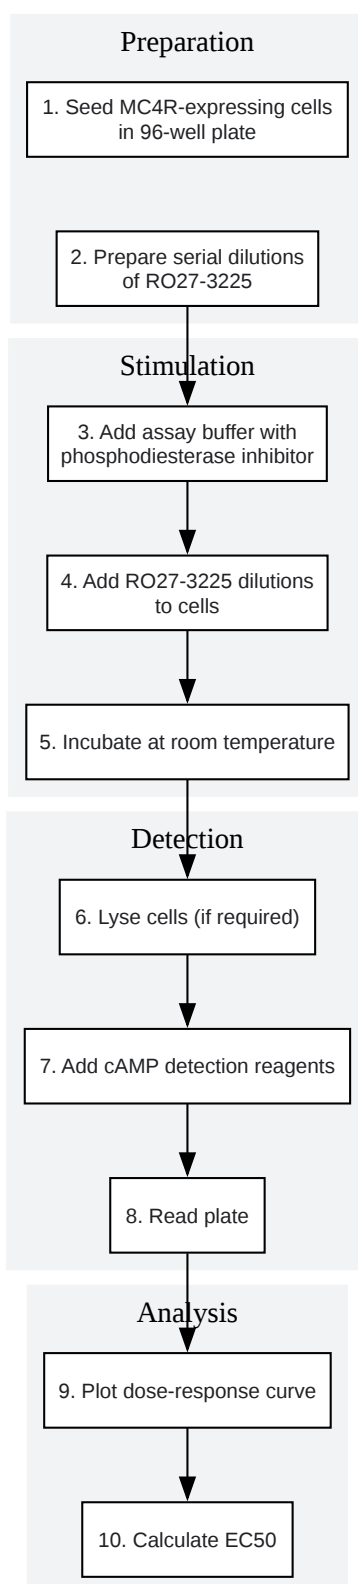 Preparation
1. Seed MC4R-expressing cells
in 96-well plate
2. Prepare serial dilutions
of RO27-3225
Stimulation
3. Add assay buffer with
phosphodiesterase inhibitor
4. Add RO27-3225 dilutions
to cells
5. Incubate at room temperature
Detection
6. Lyse cells (if required)
7. Add cAMP detection reagents
8. Read plate
Analysis
9. Plot dose-response curve
10. Calculate EC50